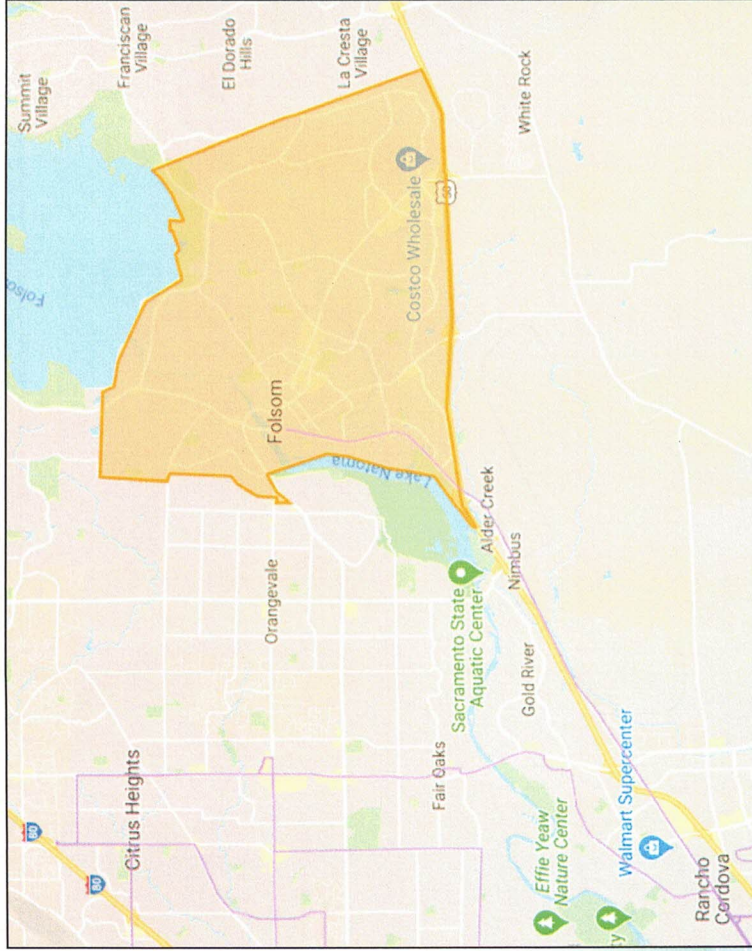 Summit
Village
Folso
80
80
Franciscan
Village
Citrus Heights
El Dorado
Hills
Folsom
Orangevale
La Cresta
Village
Lake Natoma
Costco Wholesale
50
Fair Oaks
Sacramento State
Aquatic Center
Alder Creek
Nimbus
White Rock
Gold River
Effie Yeaw
Nature Center
Walmart Supercenter
Rancho
Cordova